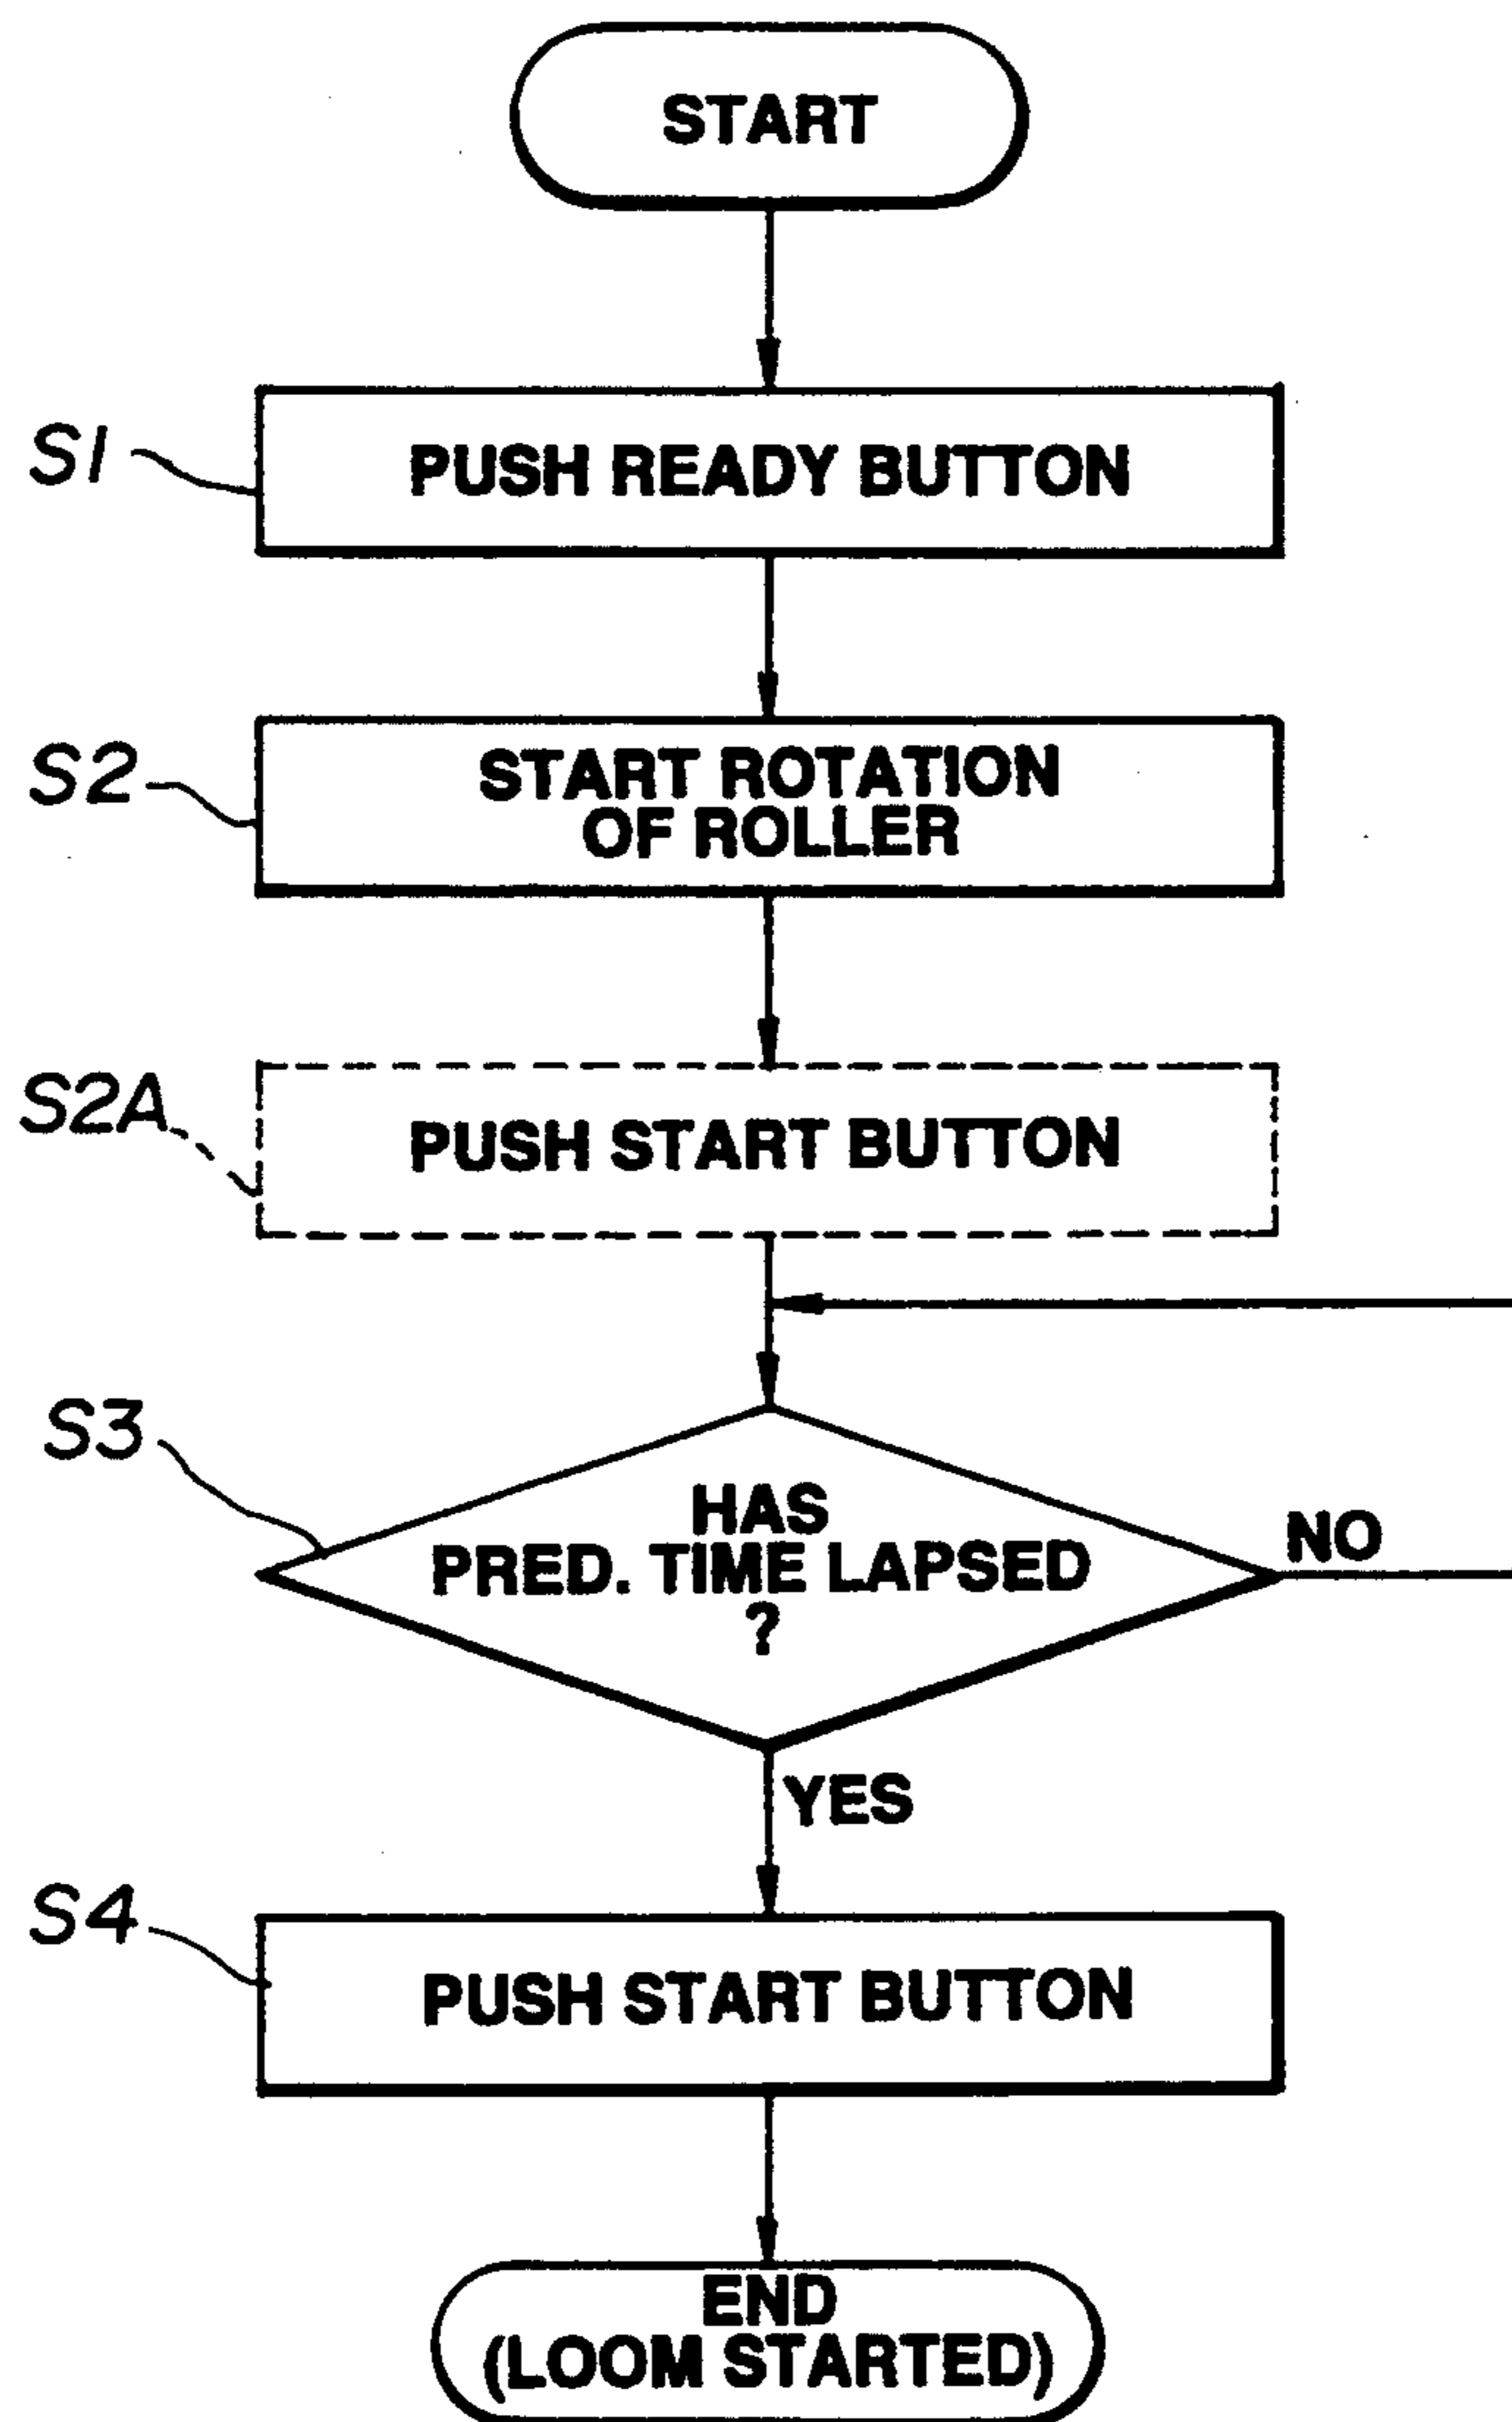 START
S1
PUSH READY BUTTON
S2
START ROTATION
OF ROLLER
S2A
PUSH START BUTTON
S3
HAS
PRED. TIME LAPSED
?
NO
YES
S4
PUSH START BUTTON
END
(LOOM STARTED)